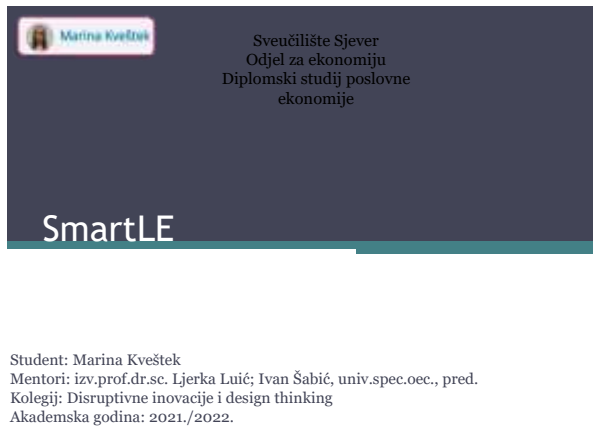 Marina Kveštek
Sveučilište Sjever
Odjel za ekonomiju
Diplomski studij poslovne
ekonomije
SmartLE
Student: Marina Kveštek
Mentori: izv.prof.dr.sc. Ljerka Luić; Ivan Šabić, univ.spec.oec., pred.
Kolegij: Disruptivne inovacije i design thinking
Akademska godina: 2021./2022.